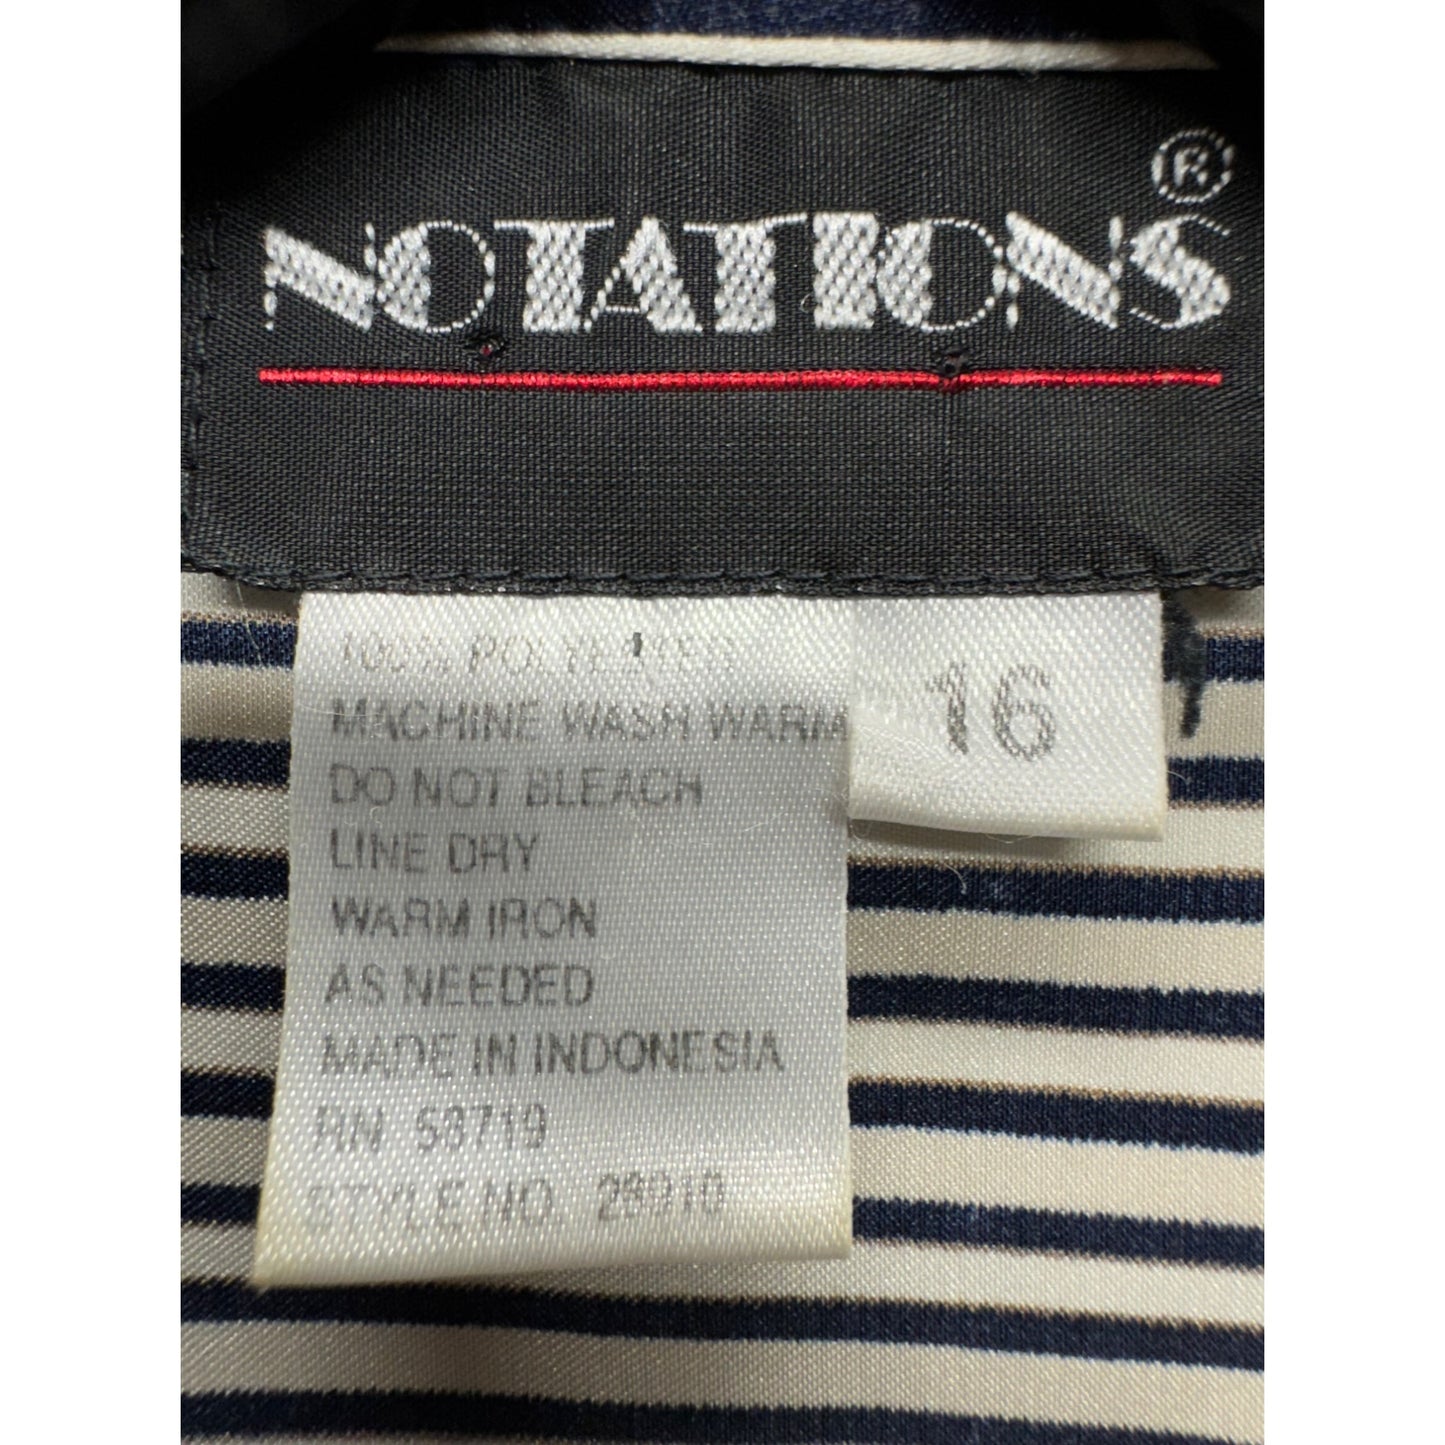 NOTATIONS ®
100% POLYESTER
MACHINE WASH WARM
DO NOT BLEACH
LINE DRY
WARM IRON
AS NEEDED
MADE IN INDONESIA
RN 58719
STYLE NO. 28910
16